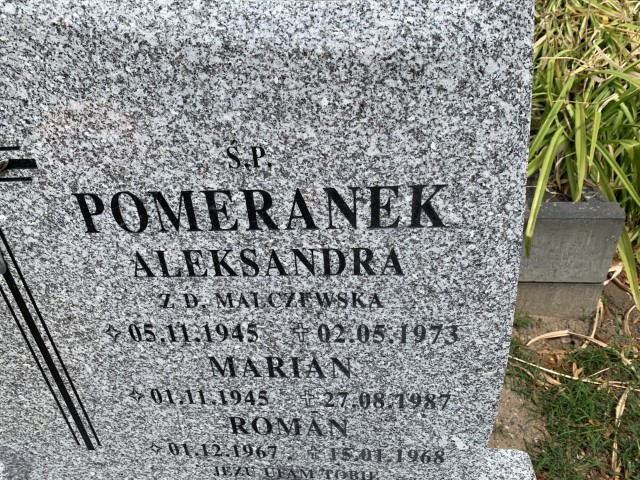 Ś.P.
POMERANEK
ALEKSANDRA
Z D. MALCZEWSKA
✧05.11.1945 ✝02.05.1973
MARIAN
✧01.11.1945 ✝27.08.1987
ROMAN
✧01.12.1967 ✝15.01.1968
JEZU UFAM TOBIE